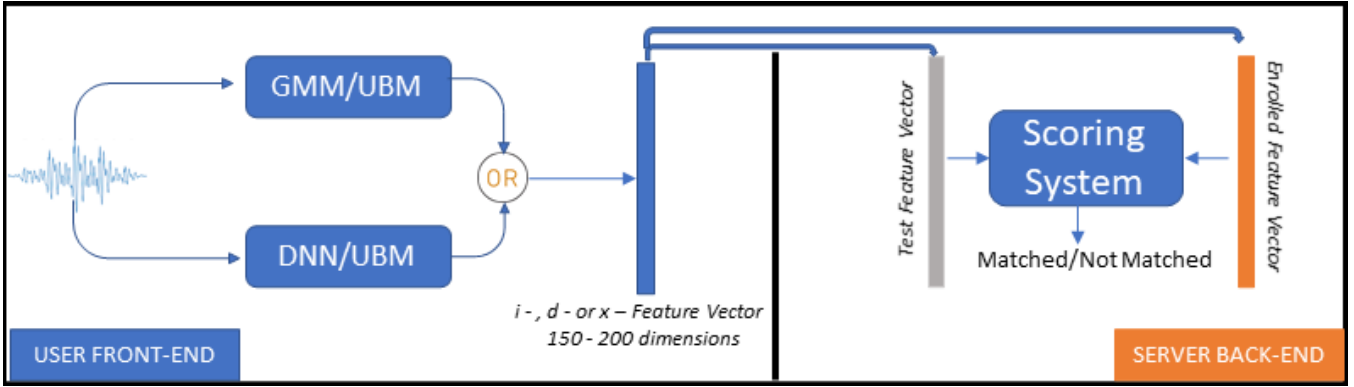 GMM/UBM
DNN/UBM
OR
i - , d - or x – Feature Vector
150 - 200 dimensions
USER FRONT-END
Test Feature Vector
Scoring
System
Matched/Not Matched
Enrolled Feature Vector
SERVER BACK-END